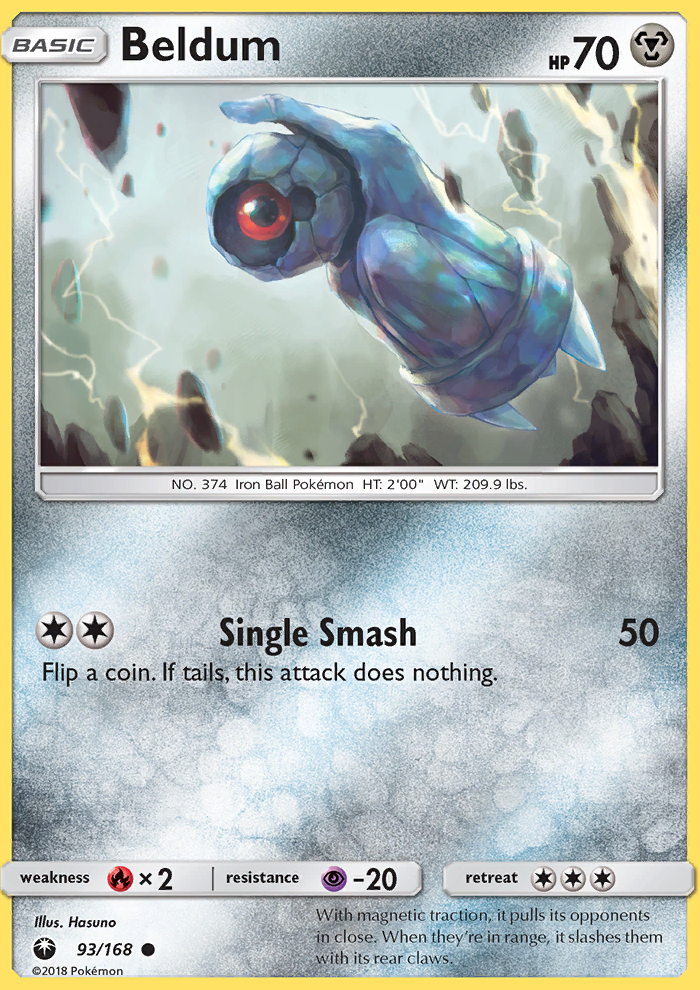 BASIC Beldum HP 70
NO. 374 Iron Ball Pokémon HT: 2'00" WT: 209.9 lbs.
Single Smash 50
Flip a coin. If tails, this attack does nothing.
weakness × 2 resistance –20 retreat
Illus. Hasuno
93/168
©2018 Pokémon
With magnetic traction, it pulls its opponents
in close. When they're in range, it slashes them
with its rear claws.